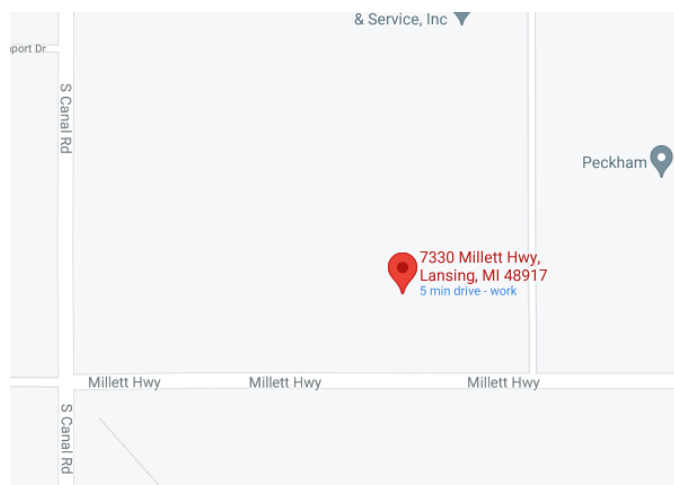 & Service, Inc
port Dr
S Canal Rd
Peckham
7330 Millett Hwy,
Lansing, MI 48917
5 min drive - work
Millett Hwy
Millett Hwy
Millett Hwy
S Canal Rd